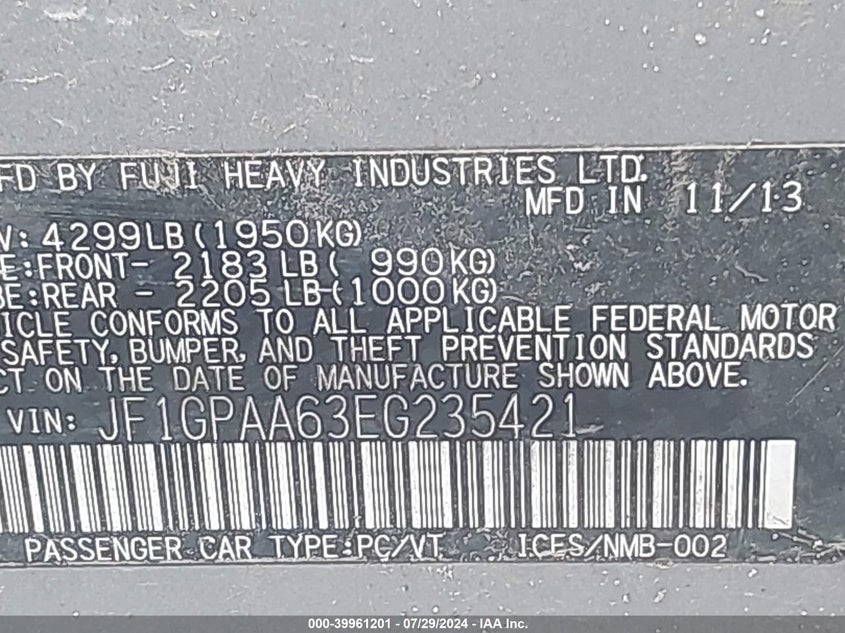 FD BY FUJI HEAVY INDUSTRIES LTD.
MFD IN 11/13
: 4299LB (1950KG)
E:FRONT- 2183 LB ( 990KG)
E:REAR - 2205 LB (1000KG)
ICLE CONFORMS TO ALL APPLICABLE FEDERAL MOTOR
SAFETY, BUMPER, AND THEFT PREVENTION STANDARDS
CT ON THE DATE OF MANUFACTURE SHOWN ABOVE.
VIN: JF1GPAA63EG235421
PASSENGER CAR TYPE:PC/VT ICES/NMB-002
000-39961201 - 07/29/2024 - IAA Inc.